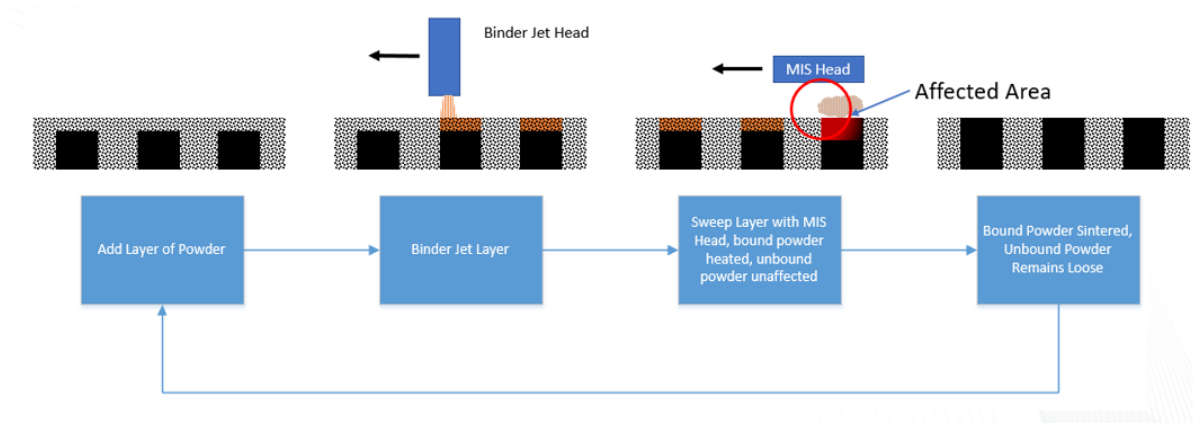 Binder Jet Head
MIS Head
Affected Area
Add Layer of Powder
Binder Jet Layer
Sweep Layer with MIS
Head, bound powder
heated, unbound
powder unaffected
Bound Powder Sintered,
Unbound Powder
Remains Loose